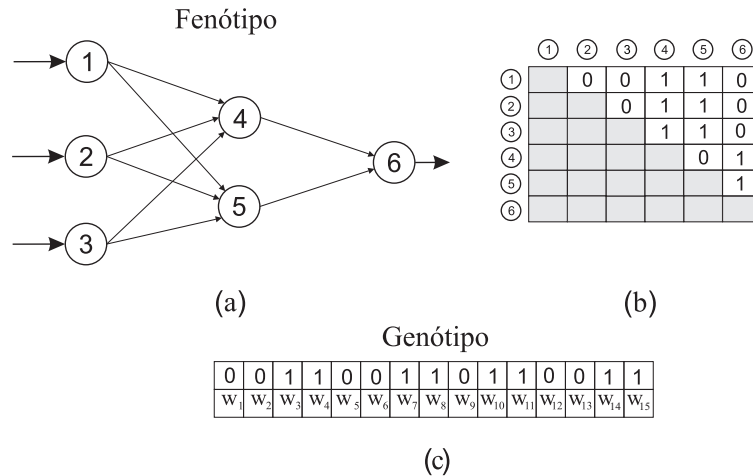 Fenótipo
1
2
3
4
5
6
(a)
1 2 3 4 5 6
1 0 0 1 1 0
2 0 1 1 0
3 1 1 0
4 0 1
5 1
6
(b)
Genótipo
0 0 1 1 0 0 1 1 0 1 1 0 0 1 1
W1 W2 W3 W4 W5 W6 W7 W8 W9 W10 W11 W12 W13 W14 W15
(c)